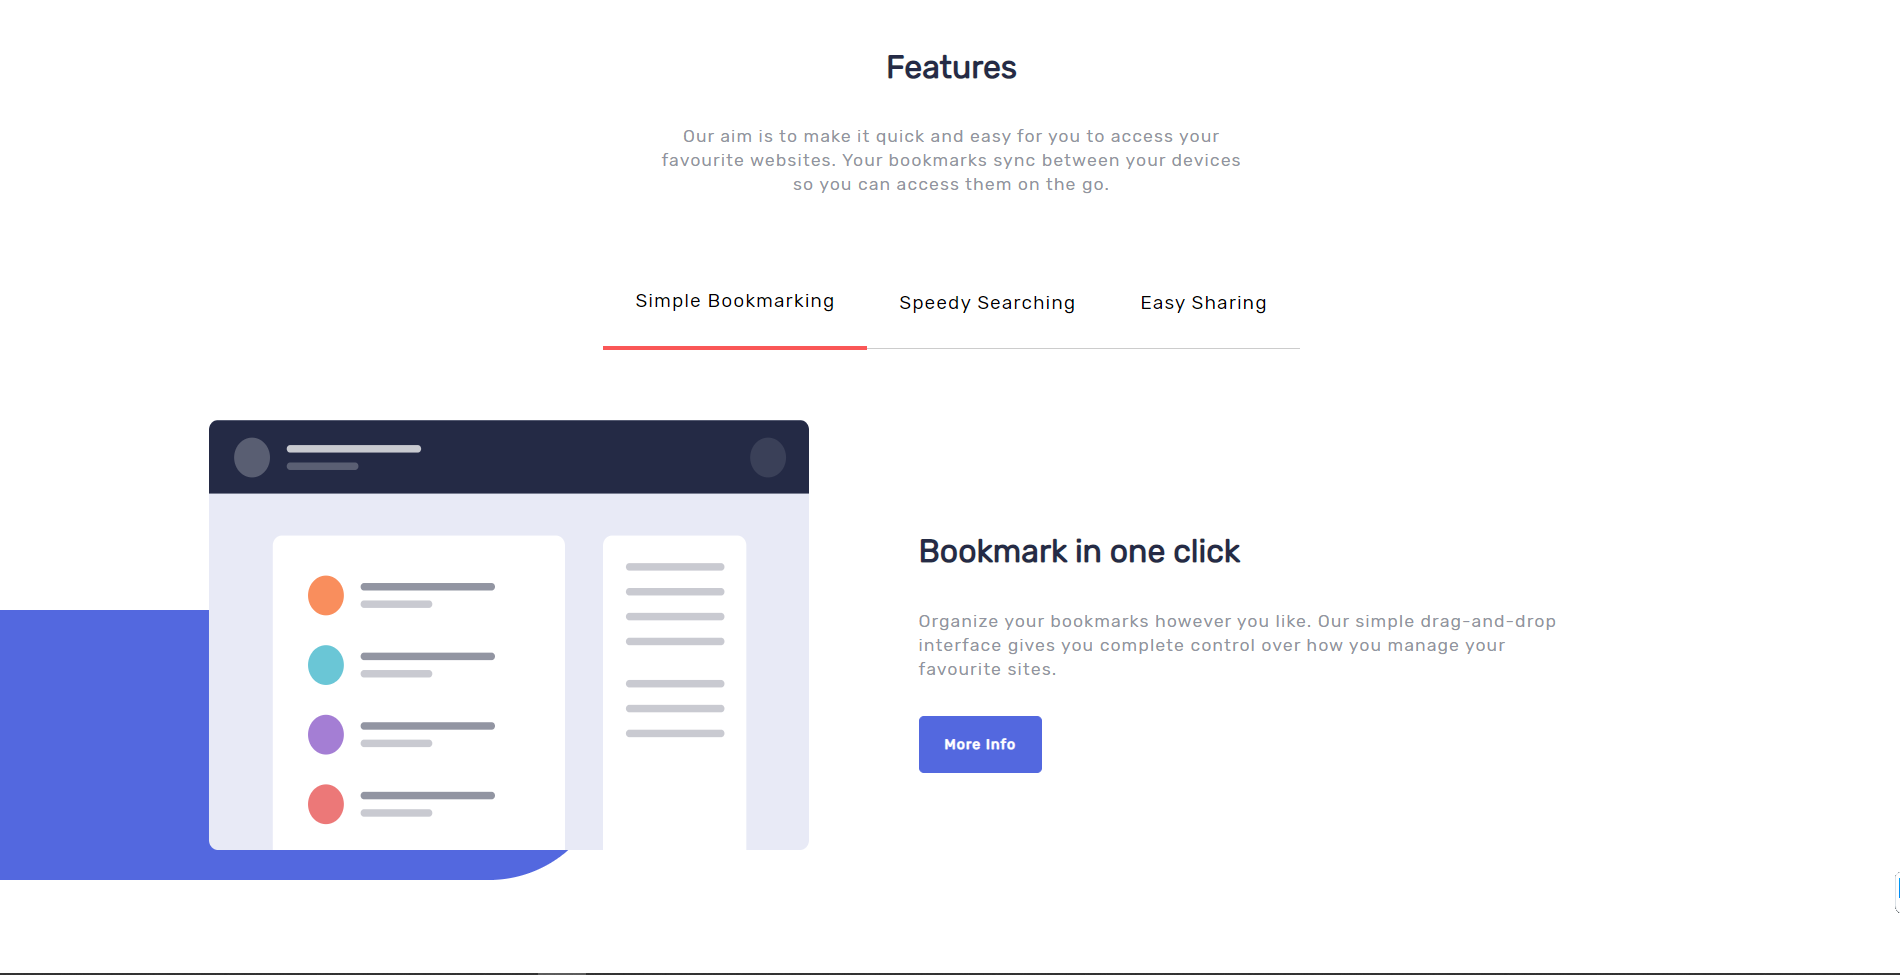 Features
Our aim is to make it quick and easy for you to access your
favourite websites. Your bookmarks sync between your devices
so you can access them on the go.
Simple Bookmarking
Speedy Searching
Easy Sharing
Bookmark in one click
Organize your bookmarks however you like. Our simple drag-and-drop
interface gives you complete control over how you manage your
favourite sites.
More Info